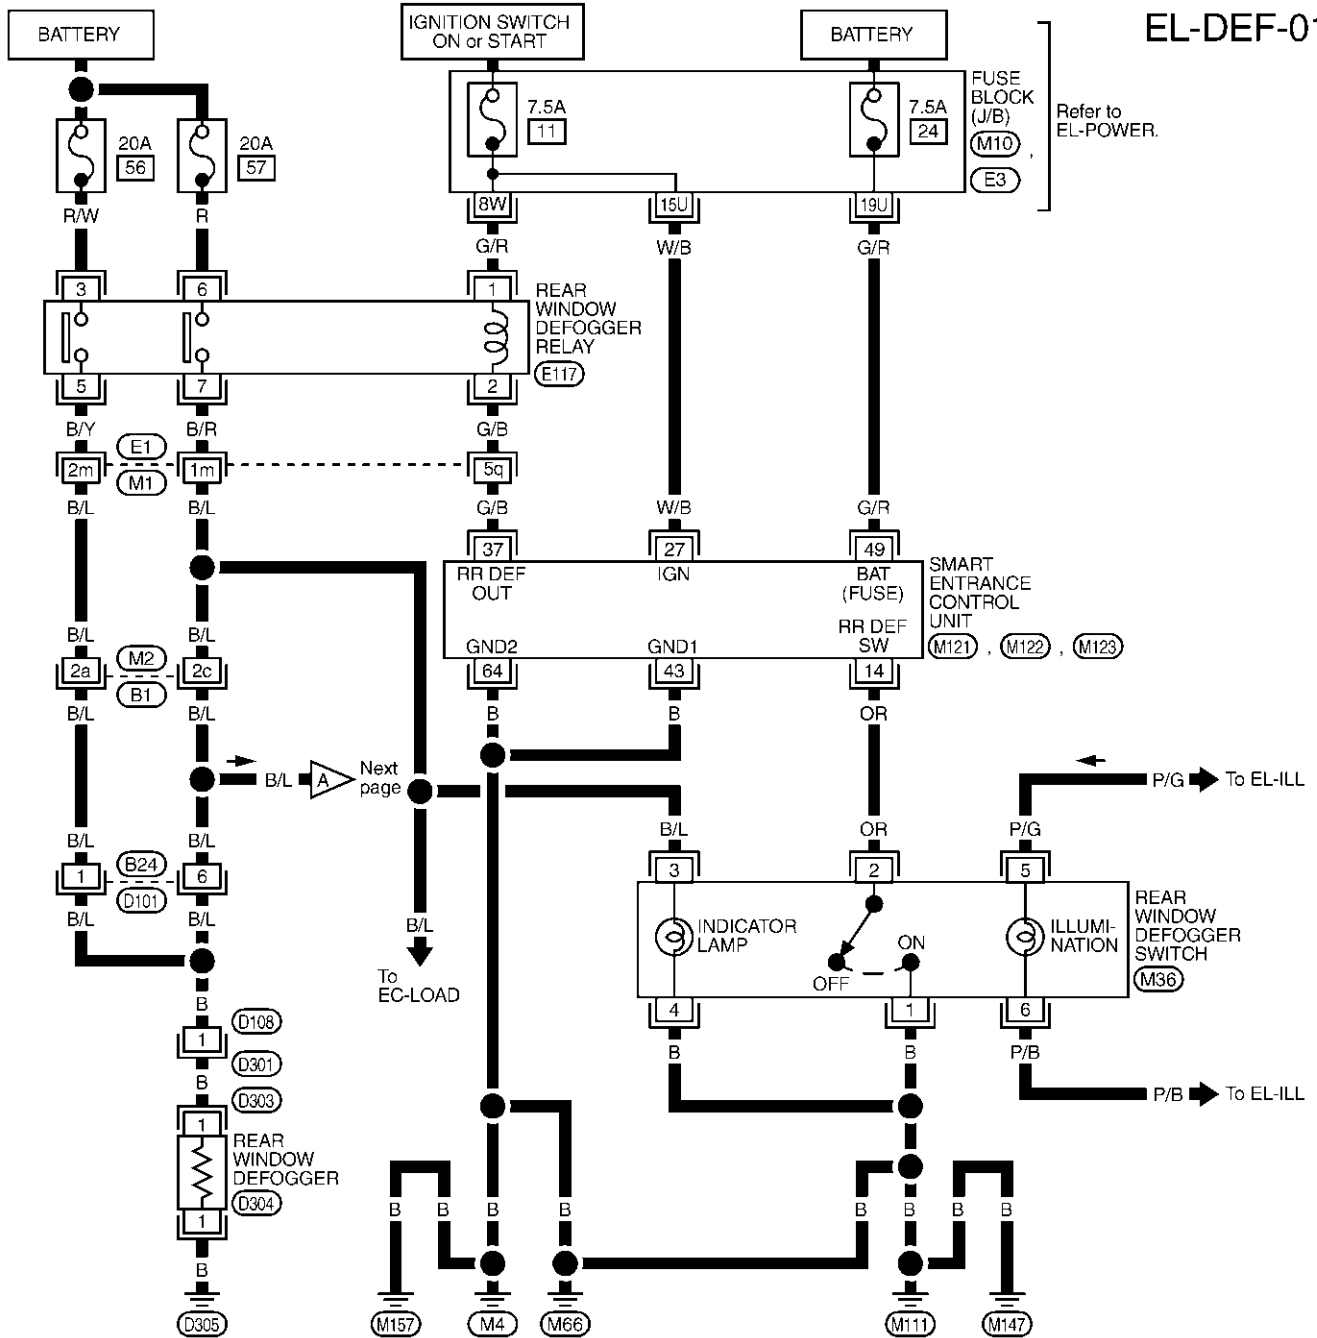 EL-DEF-01
BATTERY
IGNITION SWITCH
ON or START
BATTERY
FUSE
BLOCK
(J/B)
M10 ,
E3
Refer to
EL-POWER.
20A
56
20A
57
7.5A
11
7.5A
24
8W
15U
19U
R/W
R
G/R
W/B
G/R
3
6
1
REAR
WINDOW
DEFOGGER
RELAY
E117
5
7
2
B/Y
B/R
G/B
E1
2m
1m
5q
M1
B/L
B/L
G/B
W/B
G/R
37
27
49
RR DEF
OUT
IGN
BAT
(FUSE)
SMART
ENTRANCE
CONTROL
UNIT
M121 , M122 , M123
GND2
GND1
RR DEF
SW
B/L
B/L
M2
2a
2c
B1
64
43
14
B/L
B/L
B
B
OR
B/L
A
Next
page
P/G
To EL-ILL
B/L
B/L
B/L
OR
P/G
B24
1
6
D101
3
2
5
B/L
B/L
B/L
INDICATOR
LAMP
OFF
ON
ILLUMI-
NATION
REAR
WINDOW
DEFOGGER
SWITCH
M36
To
EC-LOAD
4
1
6
B
B
B
P/B
D108
1
D301
B
D303
P/B
To EL-ILL
1
REAR
WINDOW
DEFOGGER
D304
1
B
B
B
B
B
B
B
B
B
B
D305
M157
M4
M66
M111
M147